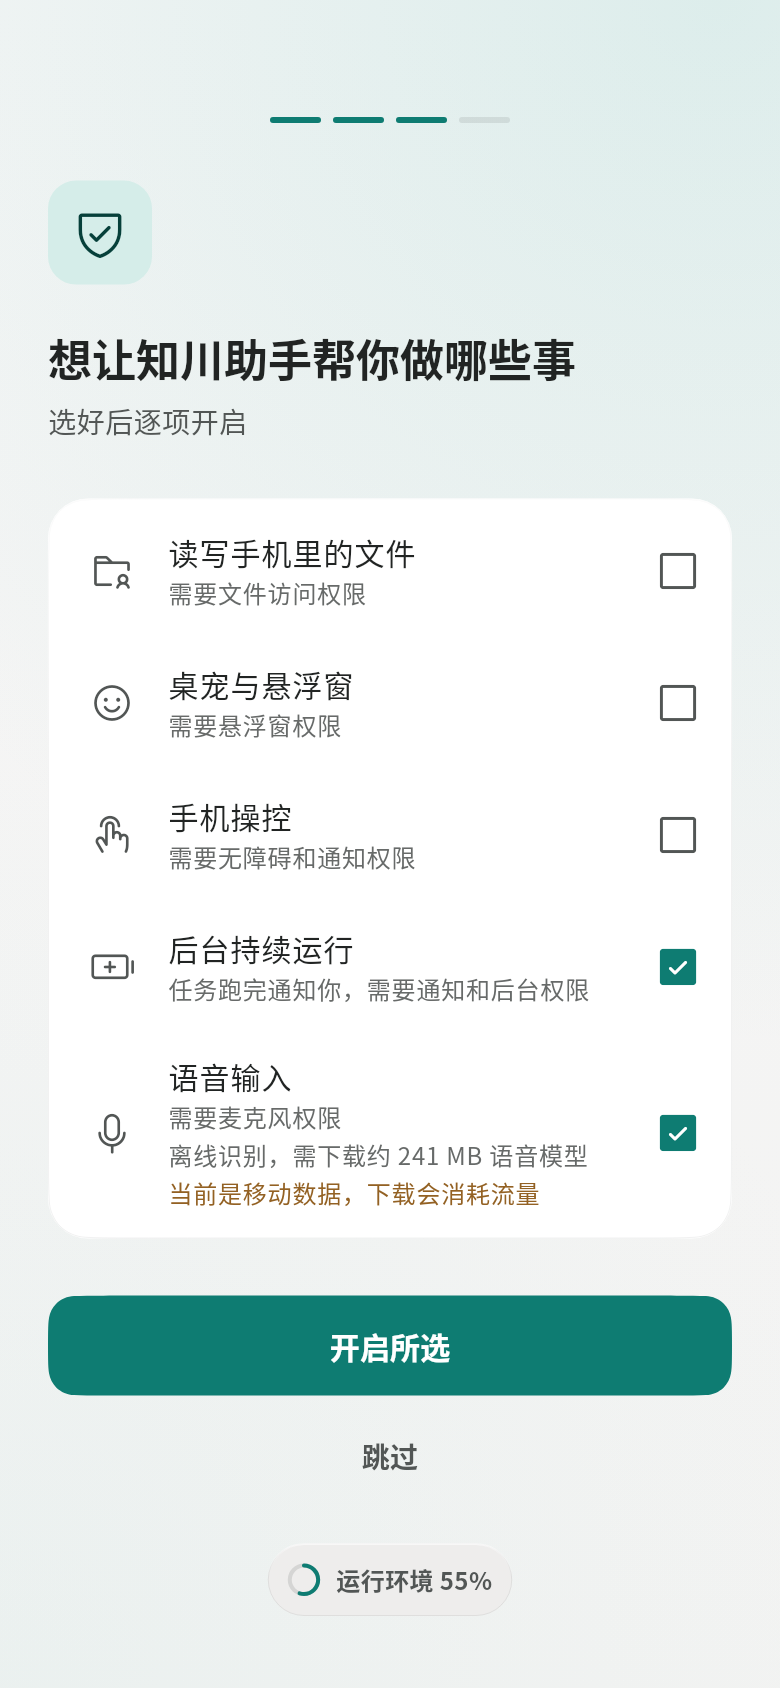 想让知川助手帮你做哪些事
选好后逐项开启
读写手机里的文件
需要文件访问权限
桌宠与悬浮窗
需要悬浮窗权限
手机操控
需要无障碍和通知权限
后台持续运行
任务跑完通知你，需要通知和后台权限
语音输入
需要麦克风权限
离线识别，需下载约 241 MB 语音模型
当前是移动数据，下载会消耗流量
开启所选
跳过
运行环境 55%